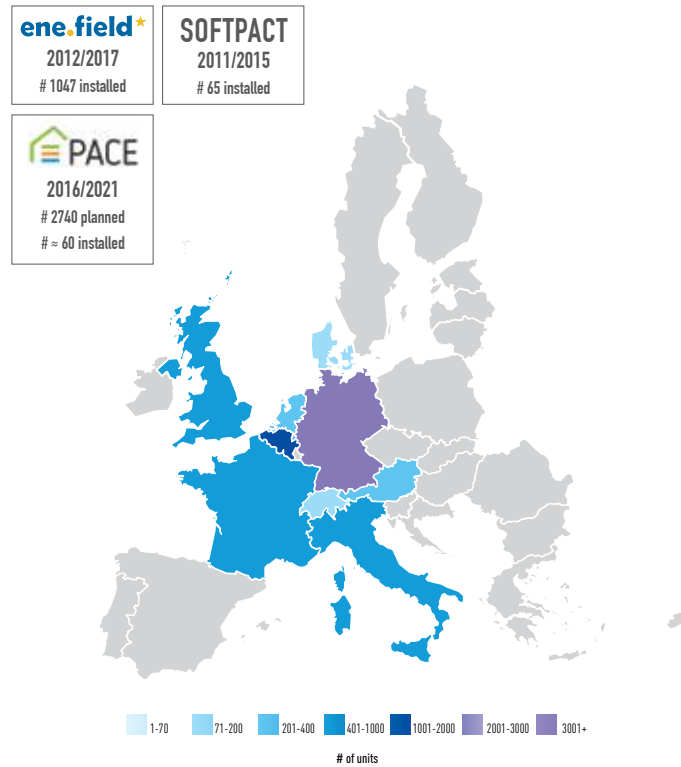 ene.field
2012/2017
# 1047 installed
SOFTPACT
2011/2015
# 65 installed
PACE
2016/2021
# 2740 planned
# ≈ 60 installed
1-70 71-200 201-400 401-1000 1001-2000 2001-3000 3001+
# of units